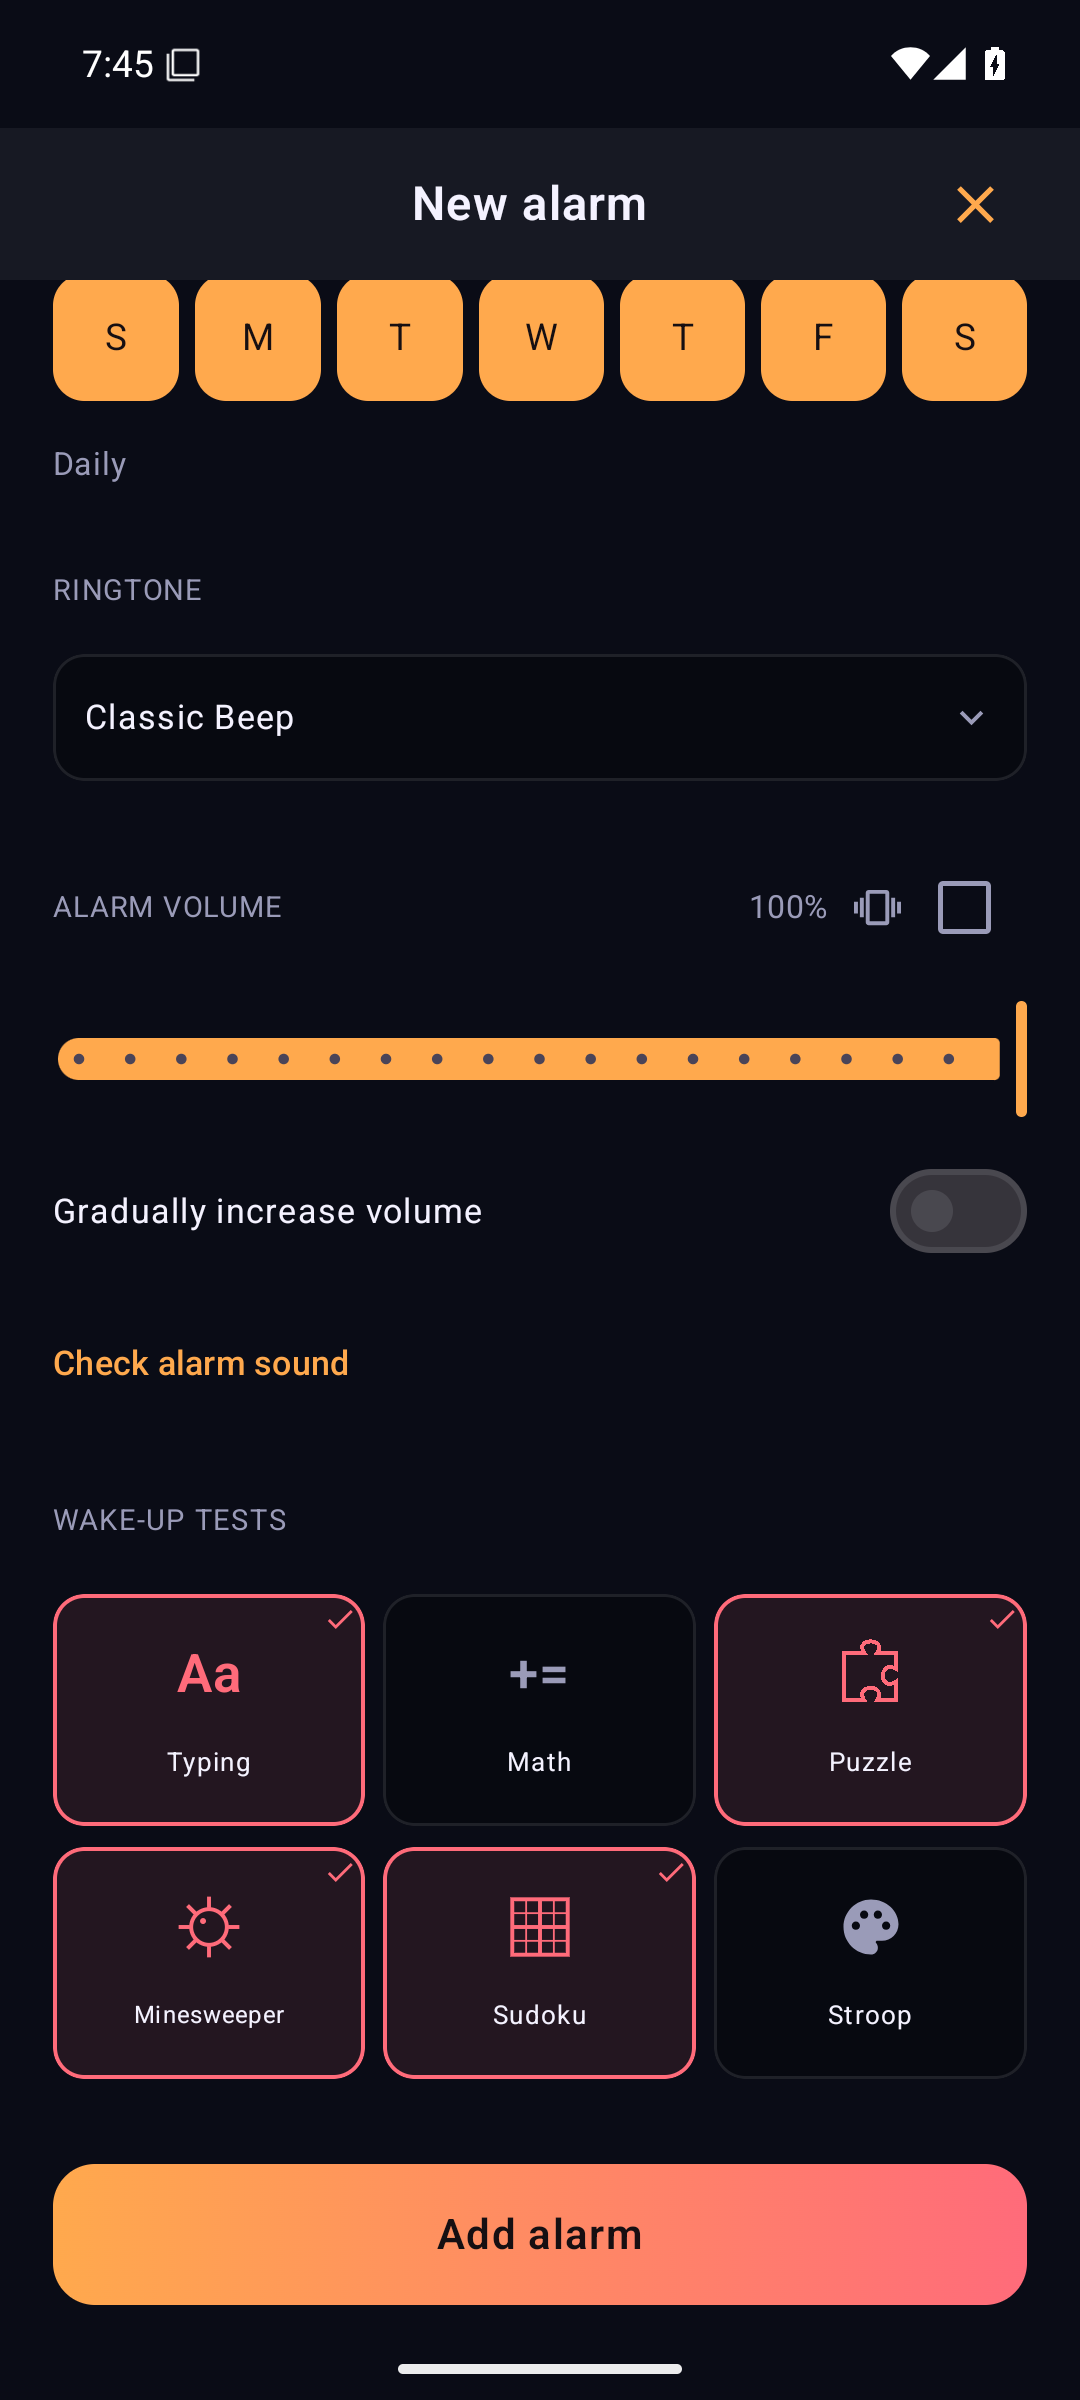 7:45
New alarm
S M T W T F S
Daily
RINGTONE
Classic Beep
ALARM VOLUME 100%
Gradually increase volume
Check alarm sound
WAKE-UP TESTS
Aa += 
Typing Math Puzzle
Minesweeper Sudoku Stroop
Add alarm